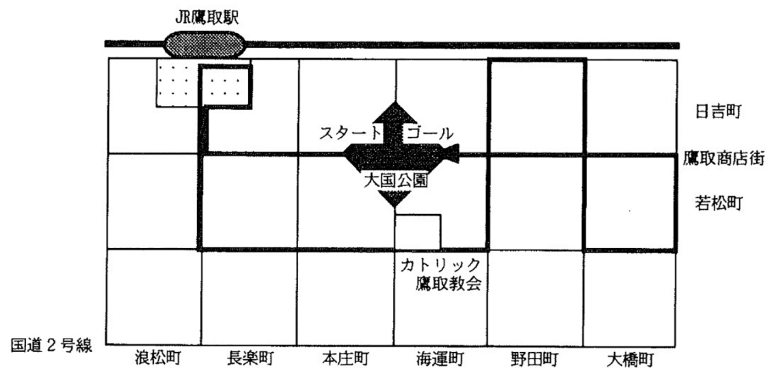 JR鷹取駅
日吉町
スタート ゴール
鷹取商店街
大国公園
若松町
カトリック
鷹取教会
国道2号線
浪松町 長楽町 本庄町 海運町 野田町 大橋町